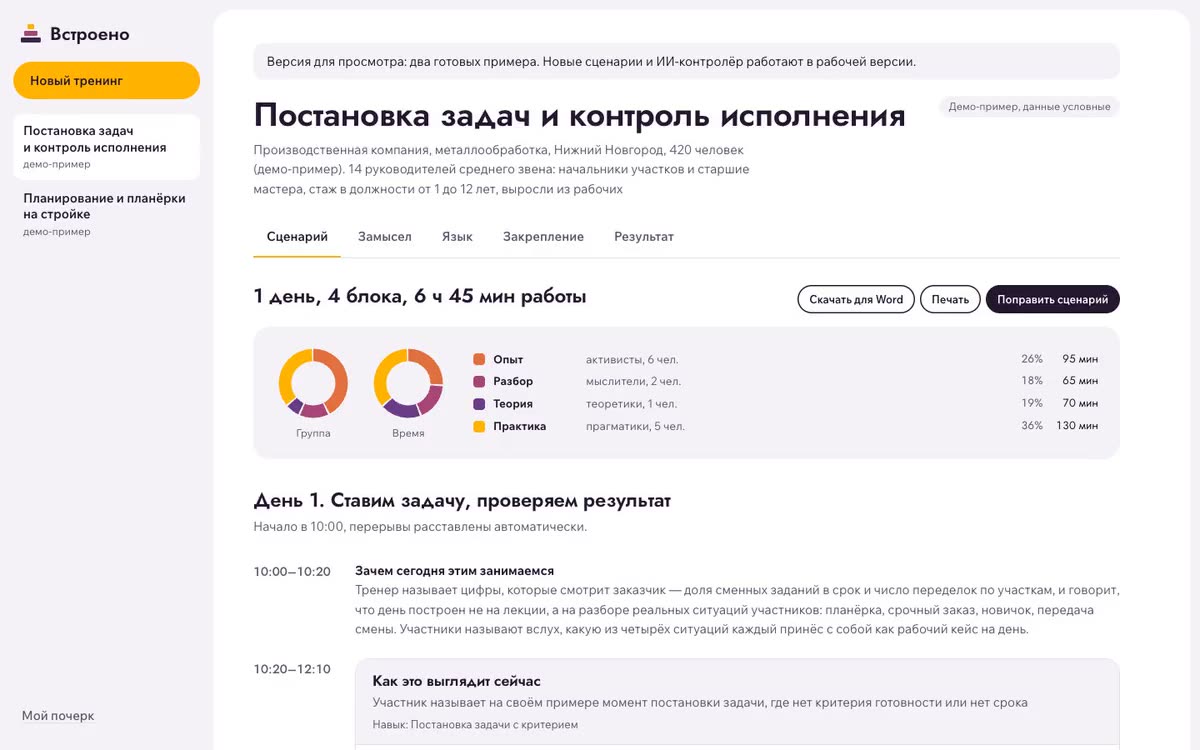 Встроено
Новый тренинг
Постановка задач
и контроль исполнения
демо-пример
Планирование и планёрки
на стройке
демо-пример
Мой почерк
Версия для просмотра: два готовых примера. Новые сценарии и ИИ-контролёр работают в рабочей версии.
Постановка задач и контроль исполнения
Демо-пример, данные условные
Производственная компания, металлообработка, Нижний Новгород, 420 человек
(демо-пример). 14 руководителей среднего звена: начальники участков и старшие
мастера, стаж в должности от 1 до 12 лет, выросли из рабочих
Сценарий Замысел Язык Закрепление Результат
1 день, 4 блока, 6 ч 45 мин работы
Скачать для Word Печать Поправить сценарий
Группа Время
Опыт активисты, 6 чел. 26% 95 мин
Разбор мыслители, 2 чел. 18% 65 мин
Теория теоретики, 1 чел. 19% 70 мин
Практика прагматики, 5 чел. 36% 130 мин
День 1. Ставим задачу, проверяем результат
Начало в 10:00, перерывы расставлены автоматически.
10:00–10:20 Зачем сегодня этим занимаемся
Тренер называет цифры, которые смотрит заказчик — доля сменных заданий в срок и число переделок по участкам, и говорит,
что день построен не на лекции, а на разборе реальных ситуаций участников: планёрка, срочный заказ, новичок, передача
смены. Участники называют вслух, какую из четырёх ситуаций каждый принёс с собой как рабочий кейс на день.
10:20–12:10 Как это выглядит сейчас
Участник называет на своём примере момент постановки задачи, где нет критерия готовности или нет срока
Навык: Постановка задачи с критерием